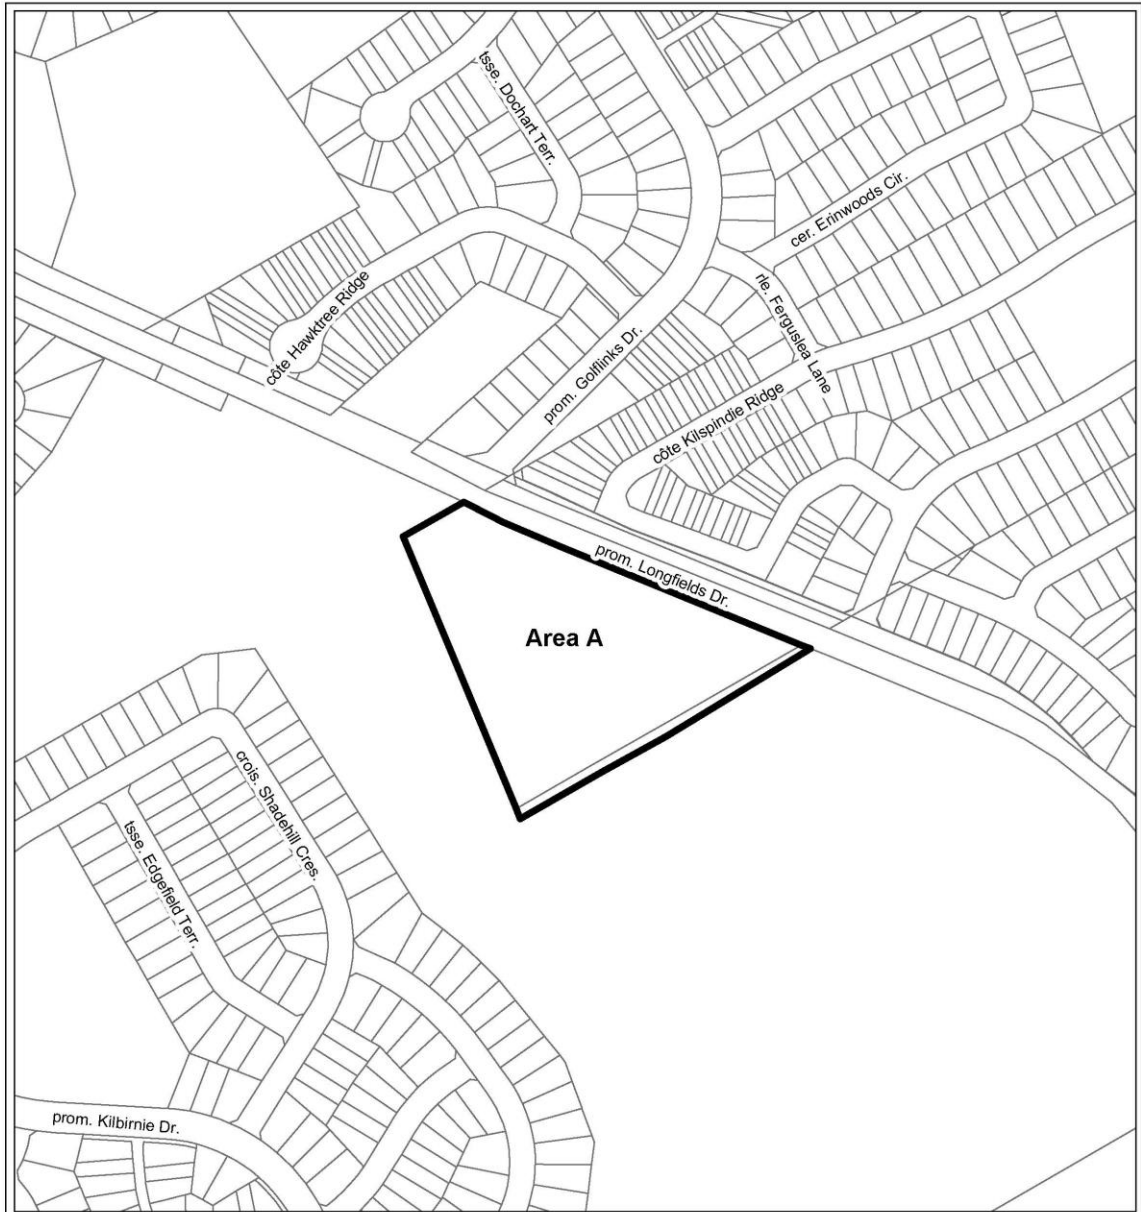 tsse. Dochart Terr.
cer. Erinwoods Cir.
côte Hawktree Ridge
rle. Ferguslea Lane
prom. Golflinks Dr.
côte Kilspindie Ridge
prom. Longfields Dr.
Area A
crois. Shadehill Cres.
tsse. Edgefield Terr.
prom. Kilbirnie Dr.